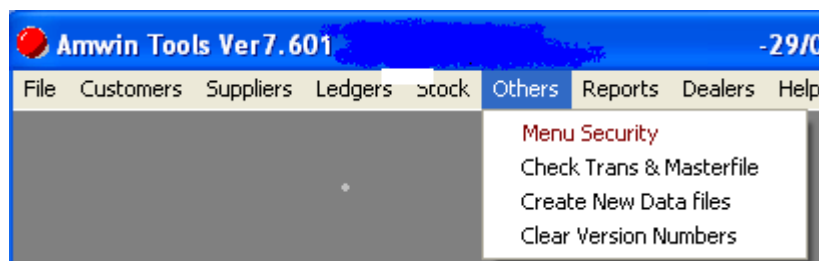 Amwin Tools Ver7.601 -29/0
File Customers Suppliers Ledgers Stock Others Reports Dealers Help
Menu Security
Check Trans & Masterfile
Create New Data files
Clear Version Numbers